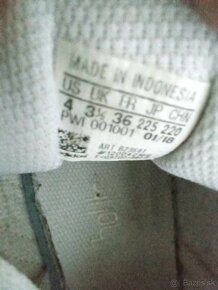 MADE IN INDONESIA
US UK FR JP CHN
4 3½ 36 225 220
PWI 001001 01/18
ART